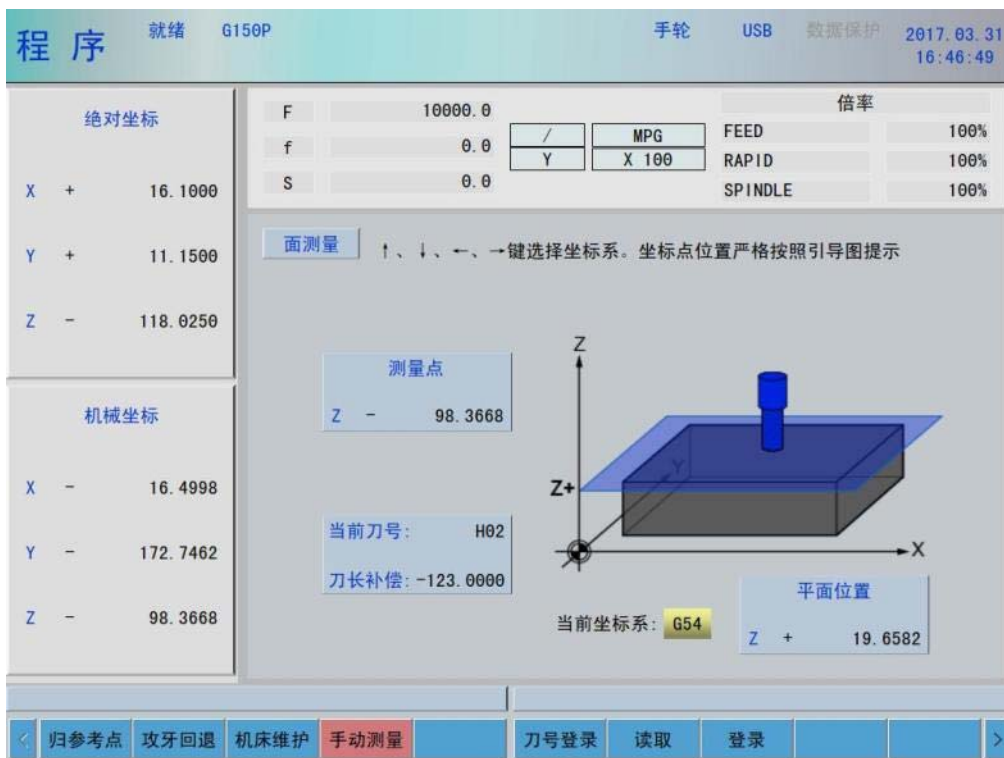 程 序 就绪 G150P 手轮 USB 数据保护 2017.03.31
16:46:49
绝对坐标
X + 16.1000
Y + 11.1500
Z - 118.0250
机械坐标
X - 16.4998
Y - 172.7462
Z - 98.3668
F 10000.0
f 0.0
S 0.0
/ MPG
Y X 100
倍率
FEED 100%
RAPID 100%
SPINDLE 100%
面测量 ↑、↓、←、→键选择坐标系。坐标点位置严格按照引导图提示
测量点
Z - 98.3668
当前刀号: H02
刀长补偿: -123.0000
Z
Y
Z+
X
当前坐标系: G54
平面位置
Z + 19.6582
< 归参考点 攻牙回退 机床维护 手动测量 刀号登录 读取 登录 >